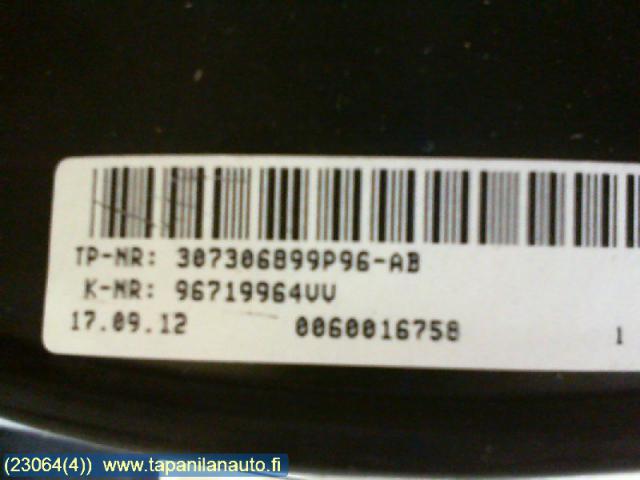 TP-NR: 307306899P96-AB
K-NR: 96719964VV
17.09.12 0060016758 1
(23064(4)) www.tapanilanauto.fi